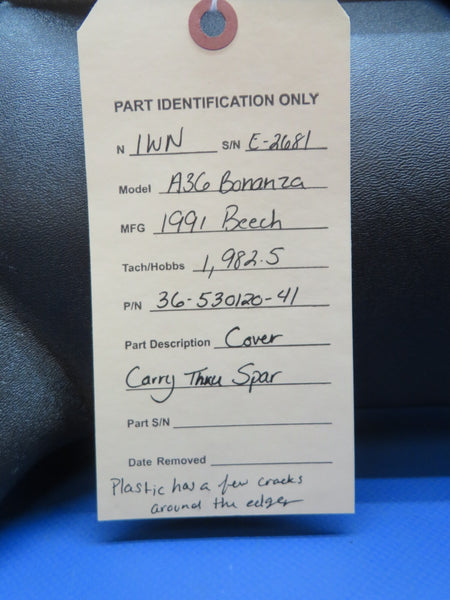 PART IDENTIFICATION ONLY
N 1WN S/N E-2681
Model A36 Bonanza
MFG 1991 Beech
Tach/Hobbs 1,982.5
P/N 36-530120-41
Part Description Cover
Carry Thru Spar
Part S/N
Date Removed
Plastic has a few cracks
around the edges